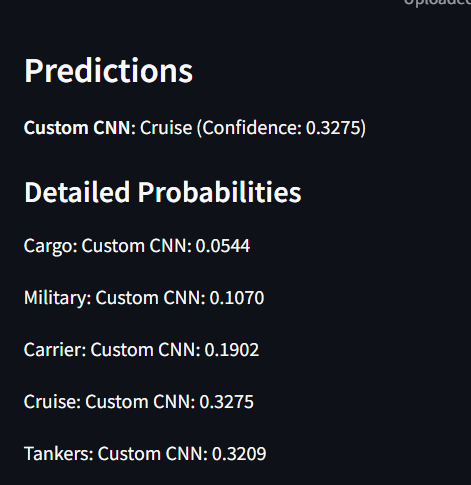 Uploaded
Predictions
Custom CNN: Cruise (Confidence: 0.3275)
Detailed Probabilities
Cargo: Custom CNN: 0.0544
Military: Custom CNN: 0.1070
Carrier: Custom CNN: 0.1902
Cruise: Custom CNN: 0.3275
Tankers: Custom CNN: 0.3209